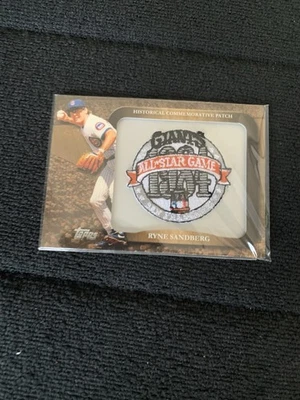 HISTORICAL COMMEMORATIVE PATCH
GIANTS
ALL-STAR GAME
Topps
RYNE SANDBERG